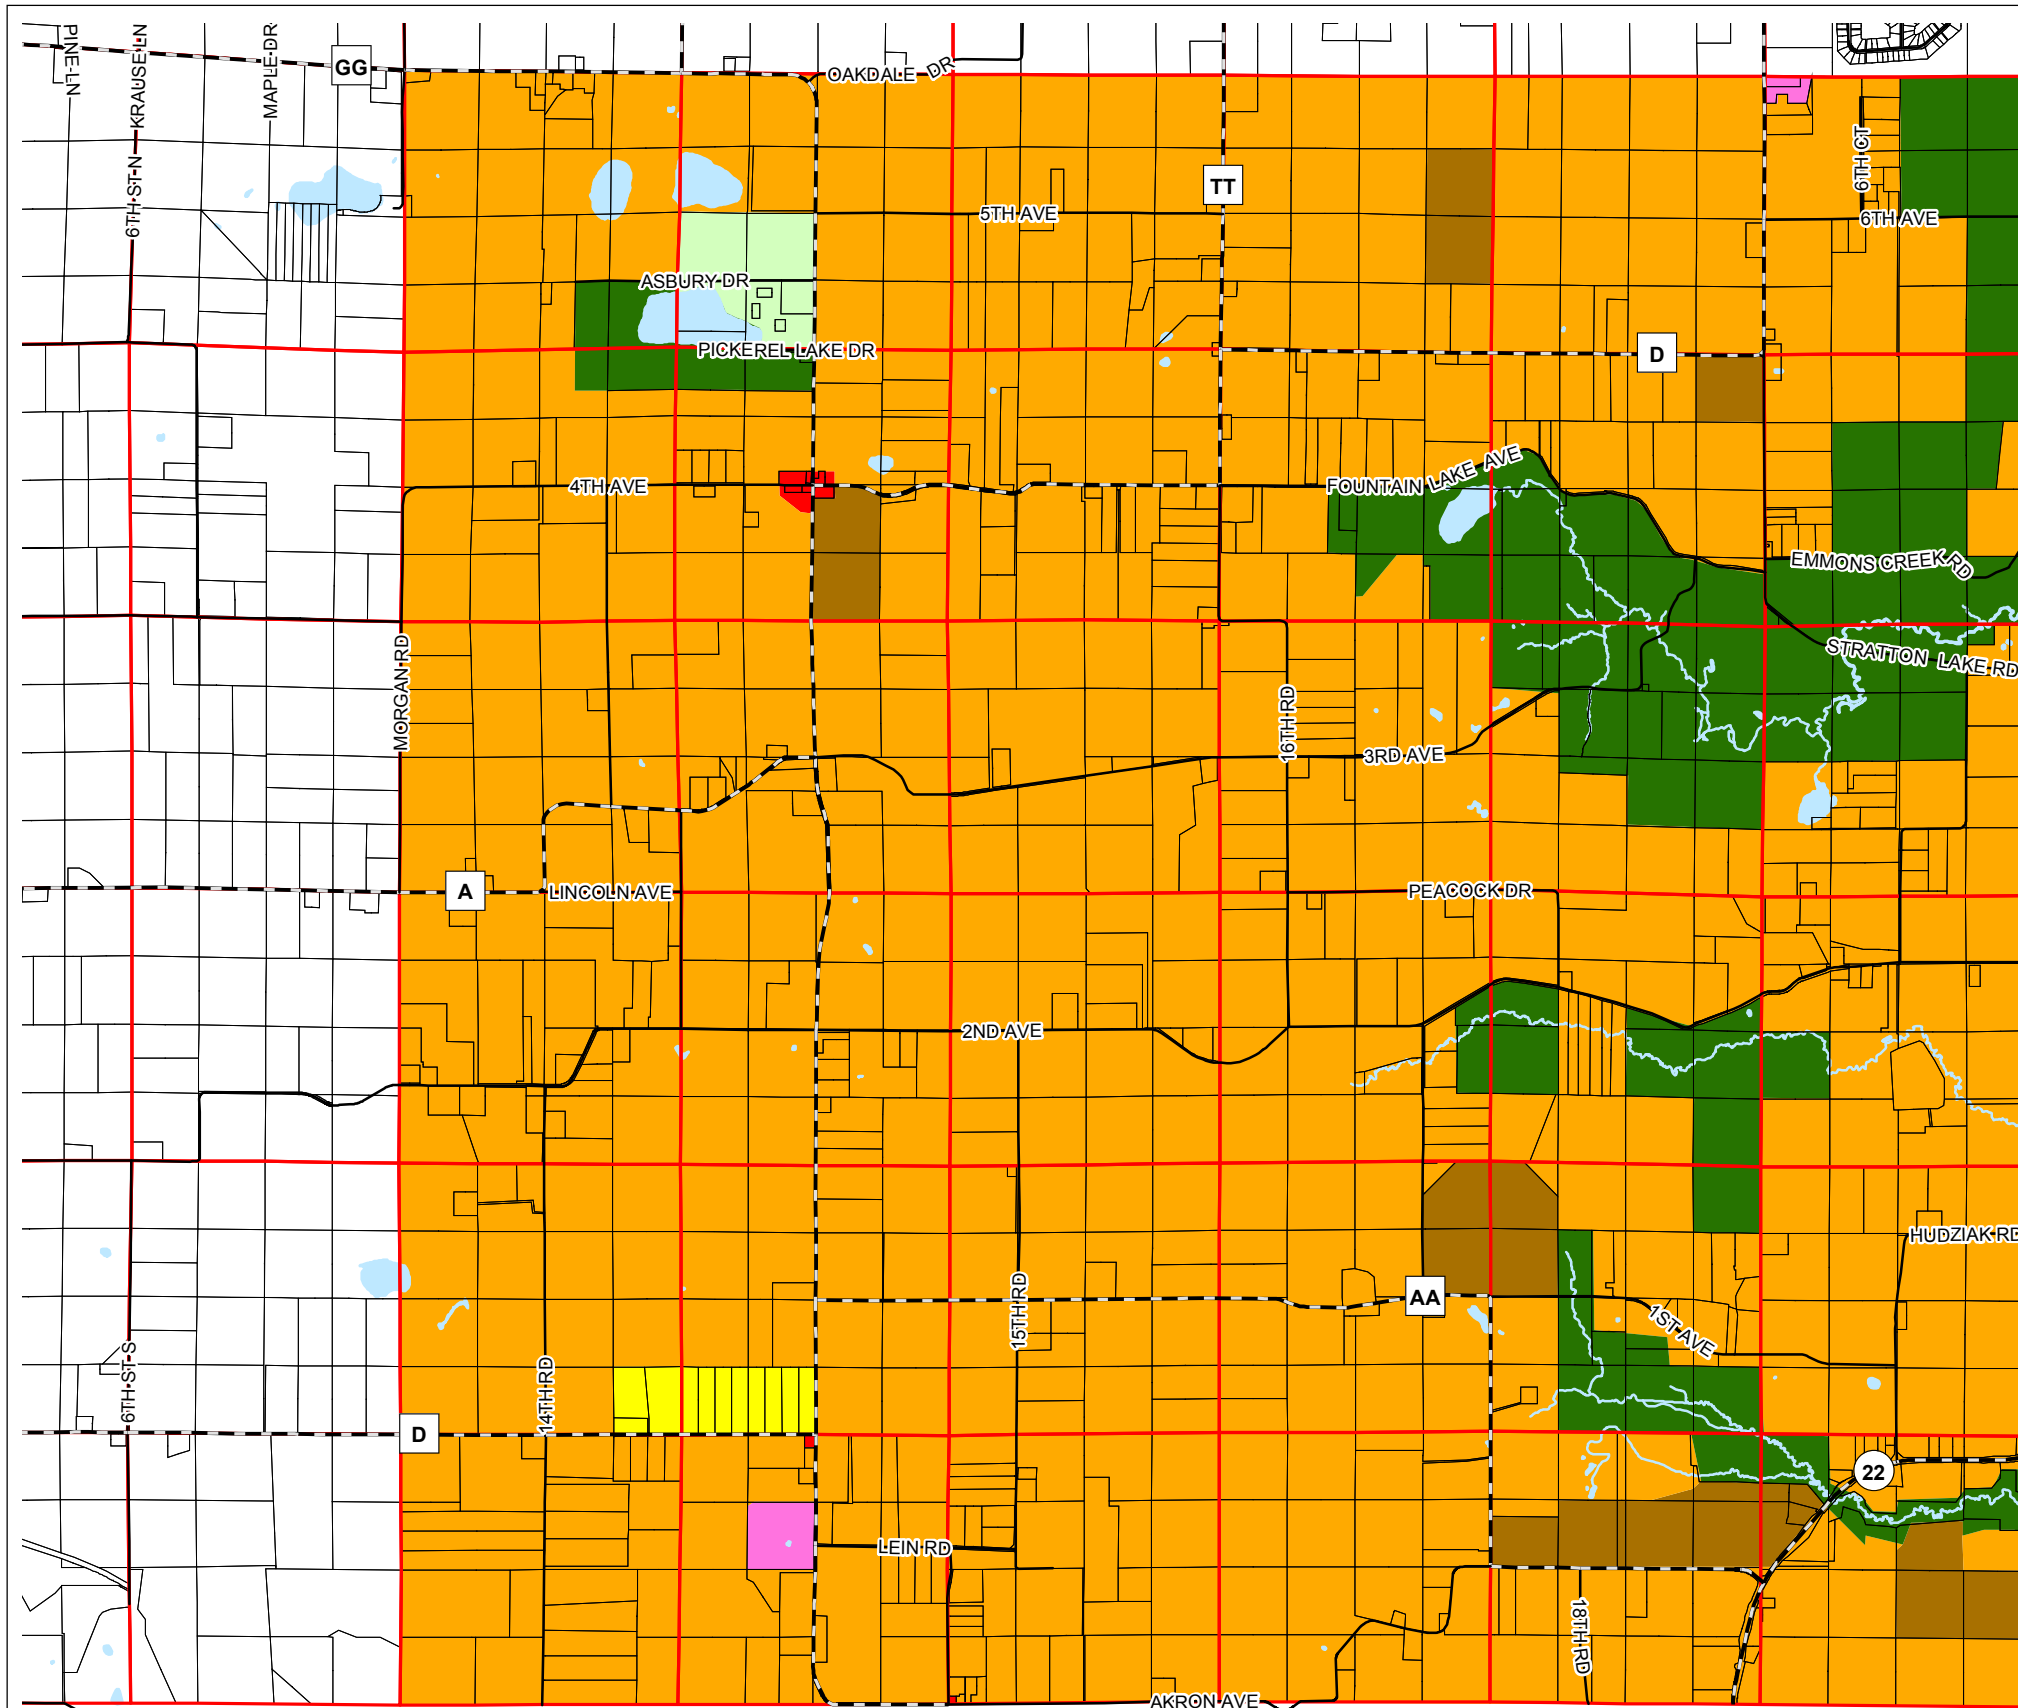 PINE LN
KRAUSE LN
MAPLE DR
GG
OAKDALE DR
6TH ST N
TT
6TH CT
5TH AVE
6TH AVE
ASBURY DR
PICKEREL LAKE DR
D
4TH AVE
FOUNTAIN LAKE AVE
EMMONS CREEK RD
STRATTON LAKE RD
MORGAN RD
16TH RD
3RD AVE
A
LINCOLN AVE
PEACOCK DR
2ND AVE
HUDZIAK RD
AA
15TH RD
1ST AVE
6TH ST S
14TH RD
D
22
LEIN RD
18TH RD
AKRON AVE